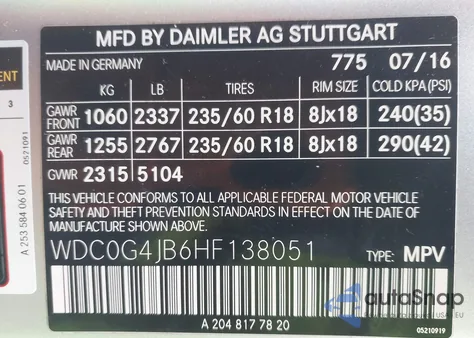 MFD BY DAIMLER AG STUTTGART
MADE IN GERMANY 775 07/16
KG LB TIRES RIM SIZE COLD KPA (PSI)
GAWR FRONT 1060 2337 235/60 R18 8Jx18 240(35)
GAWR REAR 1255 2767 235/60 R18 8Jx18 290(42)
GVWR 2315 5104
THIS VEHICLE CONFORMS TO ALL APPLICABLE FEDERAL MOTOR VEHICLE
SAFETY AND THEFT PREVENTION STANDARDS IN EFFECT ON THE DATE OF
MANUFACTURE SHOWN ABOVE.
WDC0G4JB6HF138051 TYPE: MPV
A 204 817 78 20
05210919
ENT
3
0521091
A 253 584 06 01
autoSnap